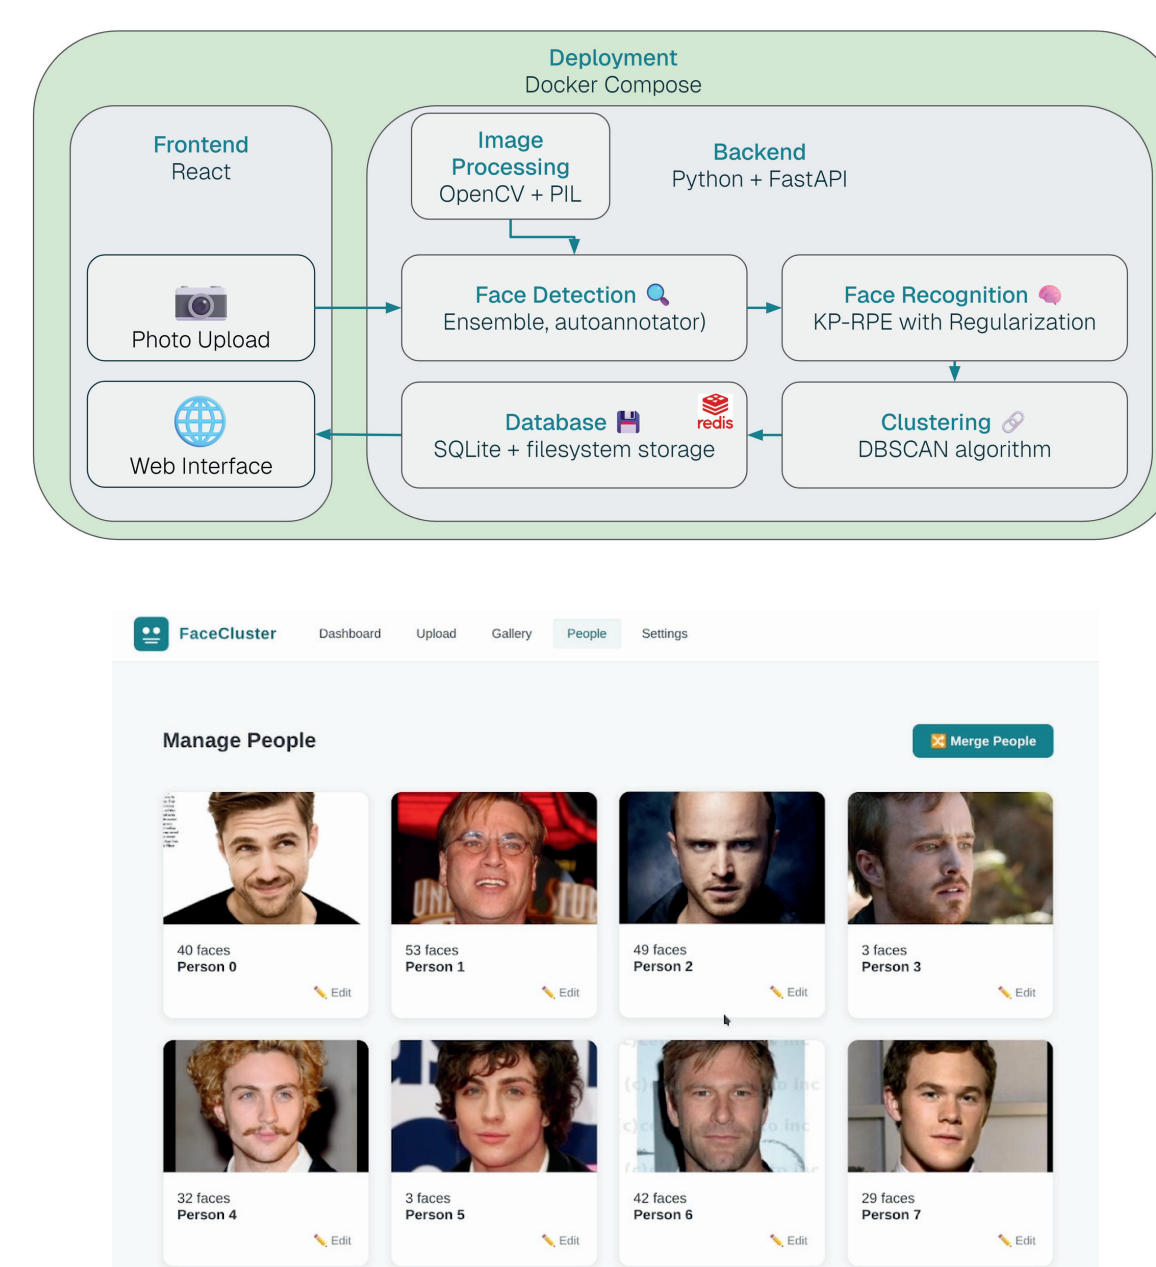 Deployment
Docker Compose
Frontend
React
Image
Processing
OpenCV + PIL
Backend
Python + FastAPI
Photo Upload
Face Detection
Ensemble, autoannotator)
Face Recognition
KP-RPE with Regularization
Web Interface
Database
redis
SQLite + filesystem storage
Clustering
DBSCAN algorithm
FaceCluster Dashboard Upload Gallery People Settings
Manage People
Merge People
40 faces
Person 0
Edit
53 faces
Person 1
Edit
49 faces
Person 2
Edit
3 faces
Person 3
Edit
32 faces
Person 4
Edit
3 faces
Person 5
Edit
42 faces
Person 6
Edit
29 faces
Person 7
Edit